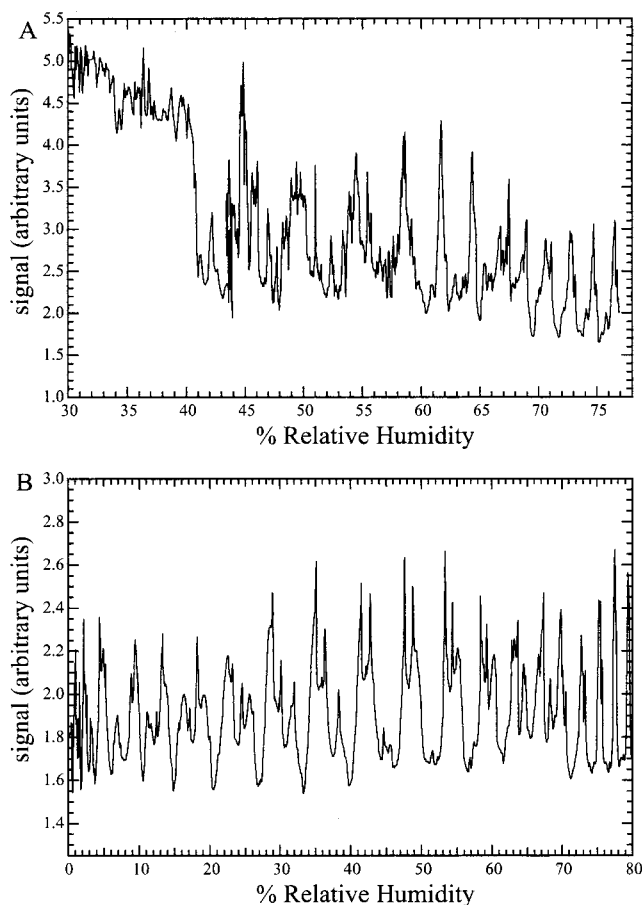 A
5.5
5.0
4.5
4.0
3.5
3.0
2.5
2.0
1.5
1.0
signal (arbitrary units)
30 35 40 45 50 55 60 65 70 75
% Relative Humidity
B
3.0
2.8
2.6
2.4
2.2
2.0
1.8
1.6
1.4
signal (arbitrary units)
0 10 20 30 40 50 60 70 80
% Relative Humidity